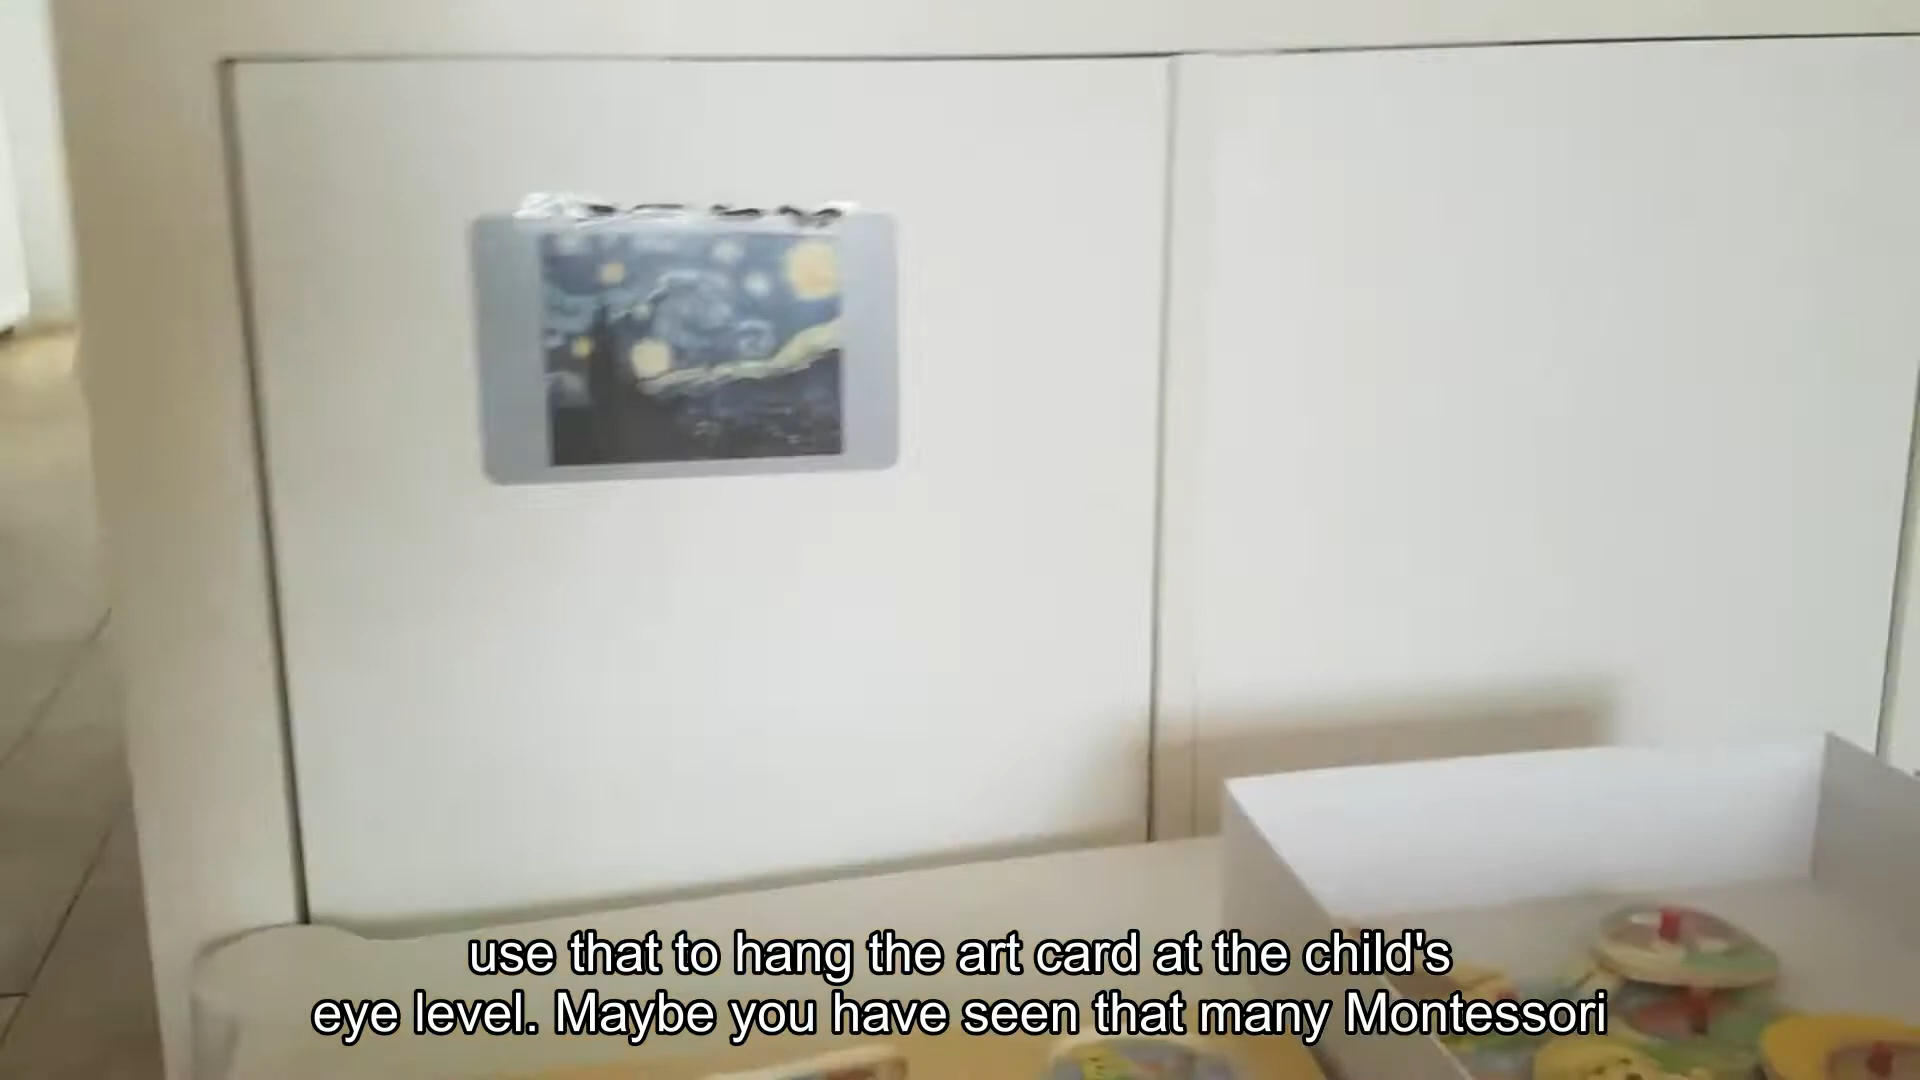 use that to hang the art card at the child's
eye level. Maybe you have seen that many Montessori